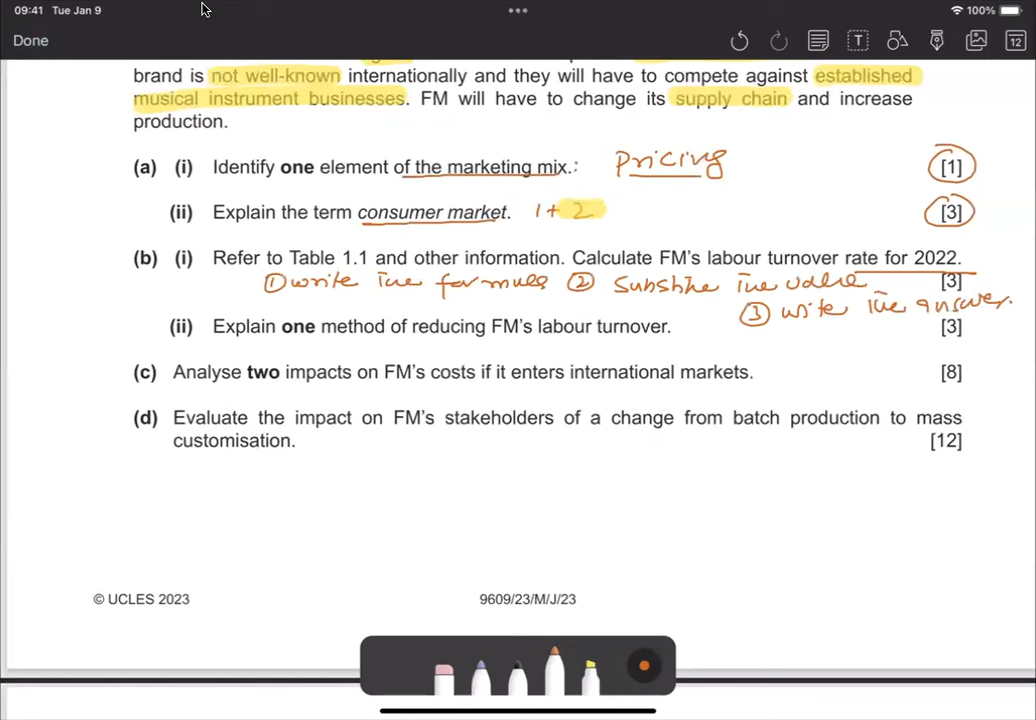 09:41 Tue Jan 9
100%
Done
T
12
brand is not well-known internationally and they will have to compete against established
musical instrument businesses. FM will have to change its supply chain and increase
production.
(a) (i) Identify one element of the marketing mix.: Pricing [1]
(ii) Explain the term consumer market. 1 + 2 [3]
(b) (i) Refer to Table 1.1 and other information. Calculate FM's labour turnover rate for 2022.
① write the formula ② Substitue the value [3]
③ write the answer.
(ii) Explain one method of reducing FM's labour turnover. [3]
(c) Analyse two impacts on FM's costs if it enters international markets. [8]
(d) Evaluate the impact on FM's stakeholders of a change from batch production to mass
customisation. [12]
© UCLES 2023 9609/23/M/J/23